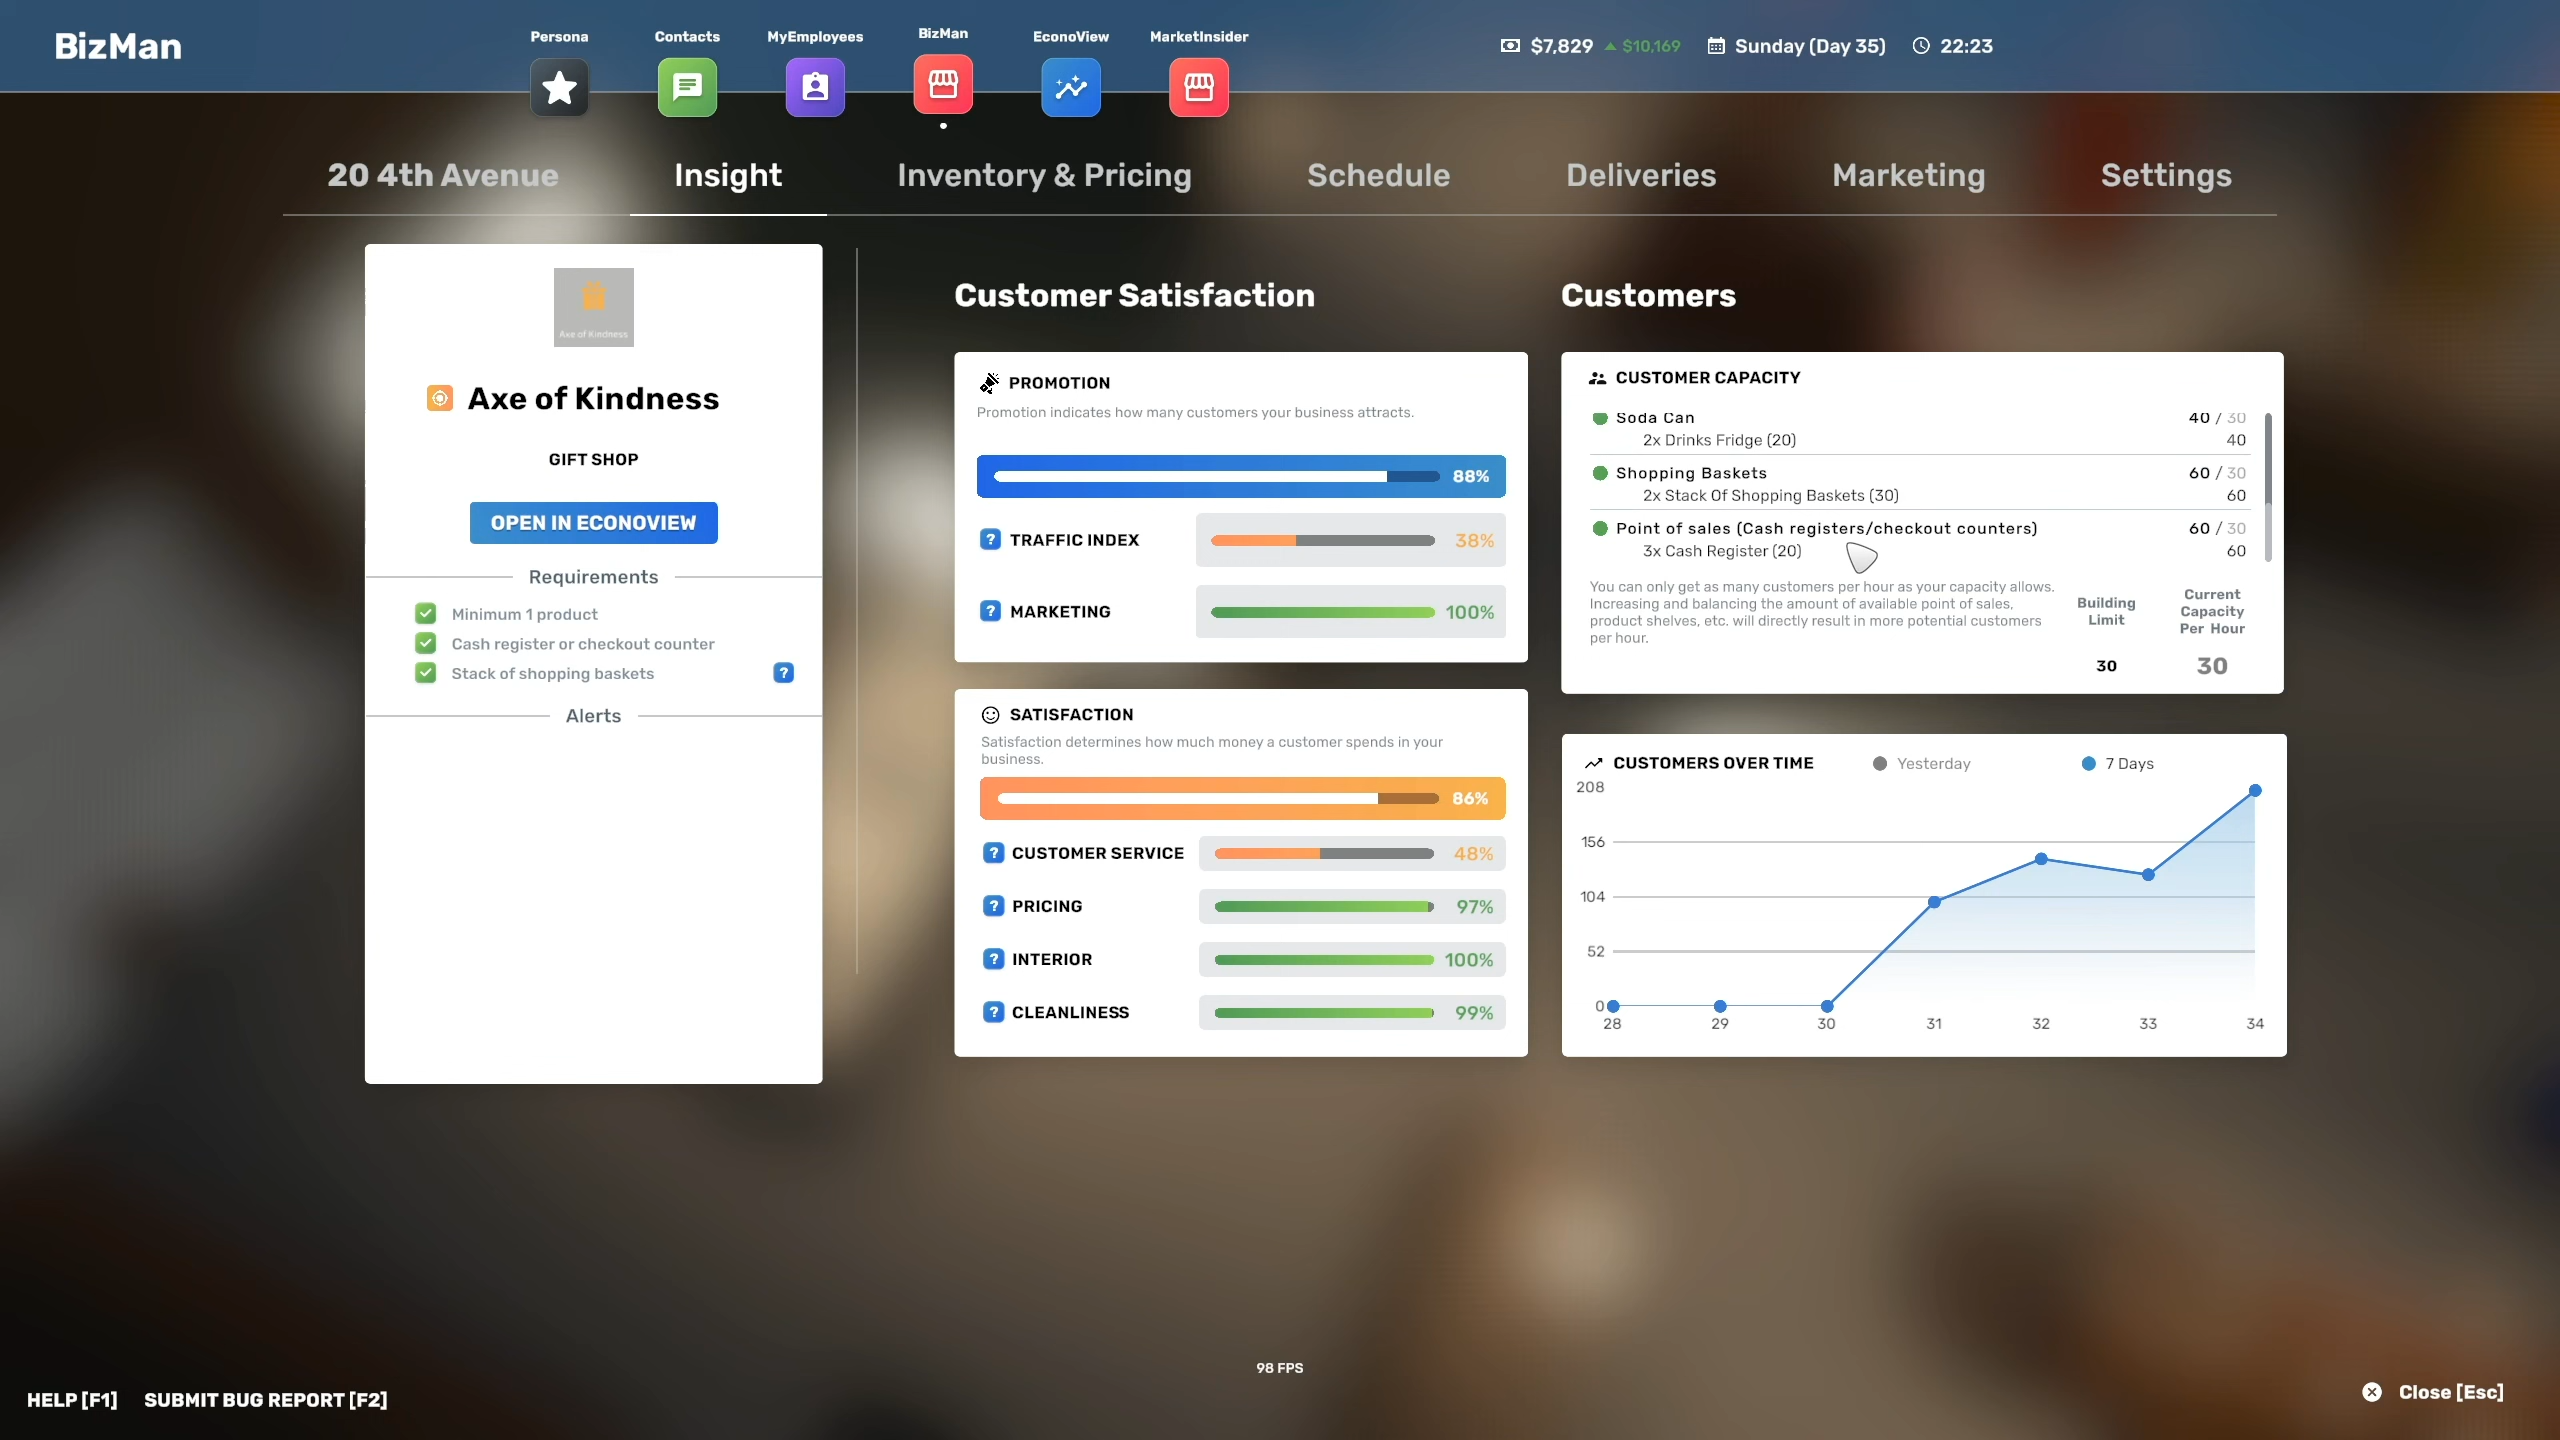 BizMan
Persona
Contacts
MyEmployees
BizMan
EconoView
MarketInsider
$7,829 $10,169 Sunday (Day 35) 22:23
20 4th Avenue Insight Inventory & Pricing Schedule Deliveries Marketing Settings
Axe of Kindness
Axe of Kindness
GIFT SHOP
OPEN IN ECONOVIEW
Requirements
Minimum 1 product
Cash register or checkout counter
Stack of shopping baskets ?
Alerts
Customer Satisfaction
PROMOTION
Promotion indicates how many customers your business attracts.
88%
? TRAFFIC INDEX 38%
? MARKETING 100%
SATISFACTION
Satisfaction determines how much money a customer spends in your
business.
86%
? CUSTOMER SERVICE 48%
? PRICING 97%
? INTERIOR 100%
? CLEANLINESS 99%
Customers
CUSTOMER CAPACITY
Soda Can 40 / 30
2x Drinks Fridge (20) 40
Shopping Baskets 60 / 30
2x Stack Of Shopping Baskets (30) 60
Point of sales (Cash registers/checkout counters) 60 / 30
3x Cash Register (20) 60
You can only get as many customers per hour as your capacity allows.
Increasing and balancing the amount of available point of sales,
product shelves, etc. will directly result in more potential customers
per hour.
Building
Limit
30
Current
Capacity
Per Hour
30
CUSTOMERS OVER TIME Yesterday 7 Days
208
156
104
52
0
28 29 30 31 32 33 34
98 FPS
HELP [F1] SUBMIT BUG REPORT [F2]
Close [Esc]